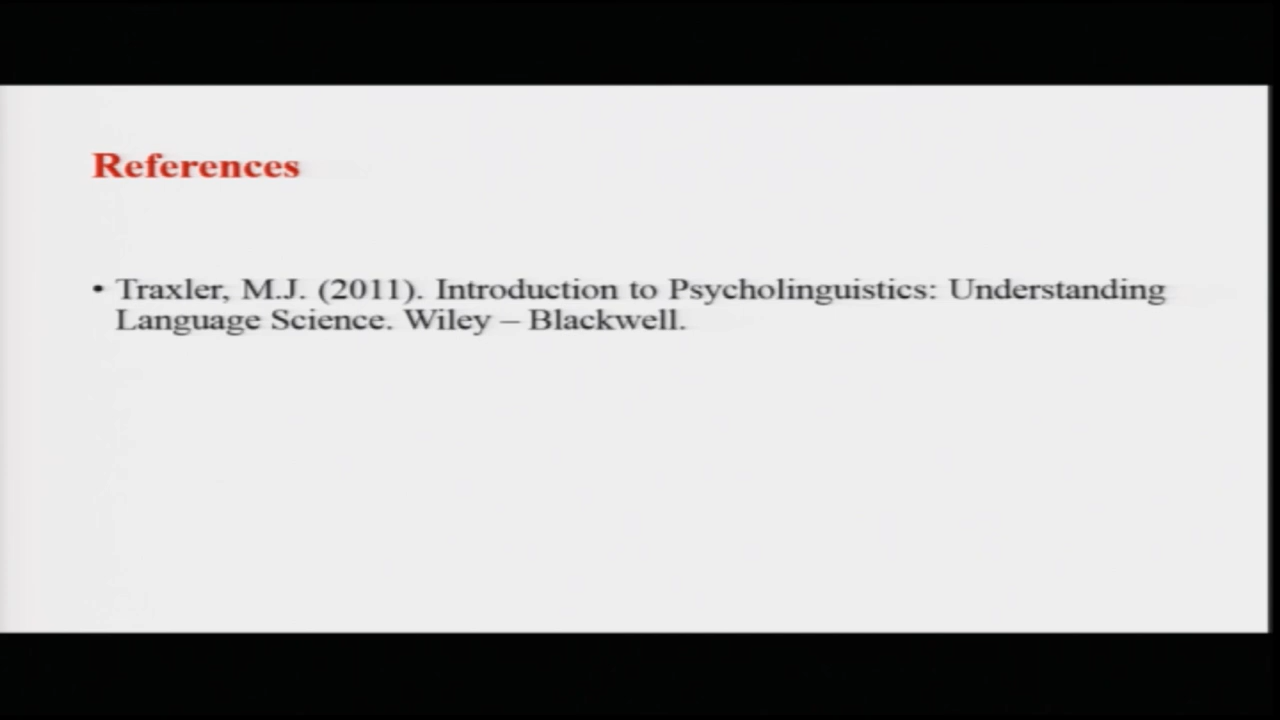 References
• Traxler, M.J. (2011). Introduction to Psycholinguistics: Understanding
Language Science. Wiley – Blackwell.